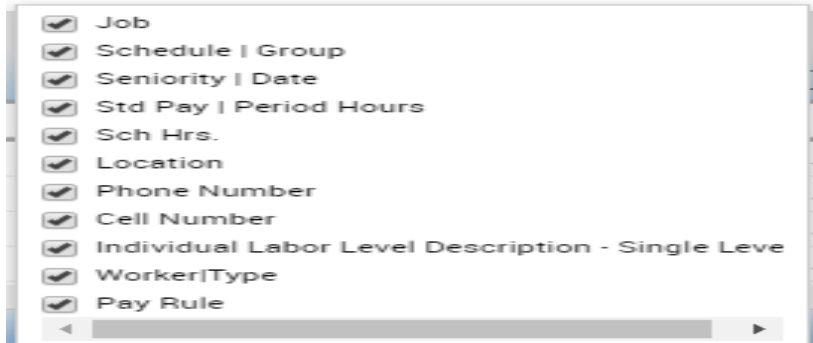 Job
Schedule | Group
Seniority | Date
Std Pay | Period Hours
Sch Hrs.
Location
Phone Number
Cell Number
Individual Labor Level Description - Single Leve
Worker|Type
Pay Rule